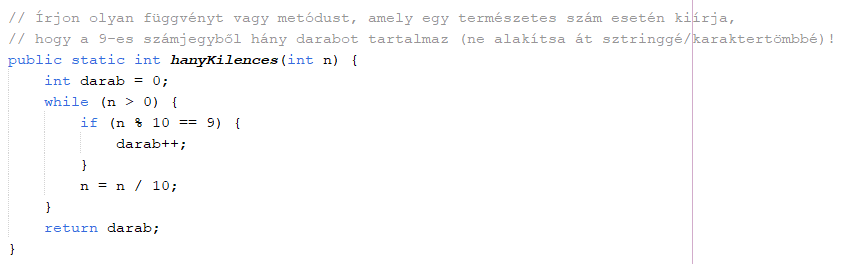 // Írjon olyan függvényt vagy metódust, amely egy természetes szám esetén kiírja,
// hogy a 9-es számjegyből hány darabot tartalmaz (ne alakítsa át sztringgé/karaktertömbbé)!
public static int hanyKilences(int n) {
    int darab = 0;
    while (n > 0) {
        if (n % 10 == 9) {
            darab++;
        }
        n = n / 10;
    }
    return darab;
}